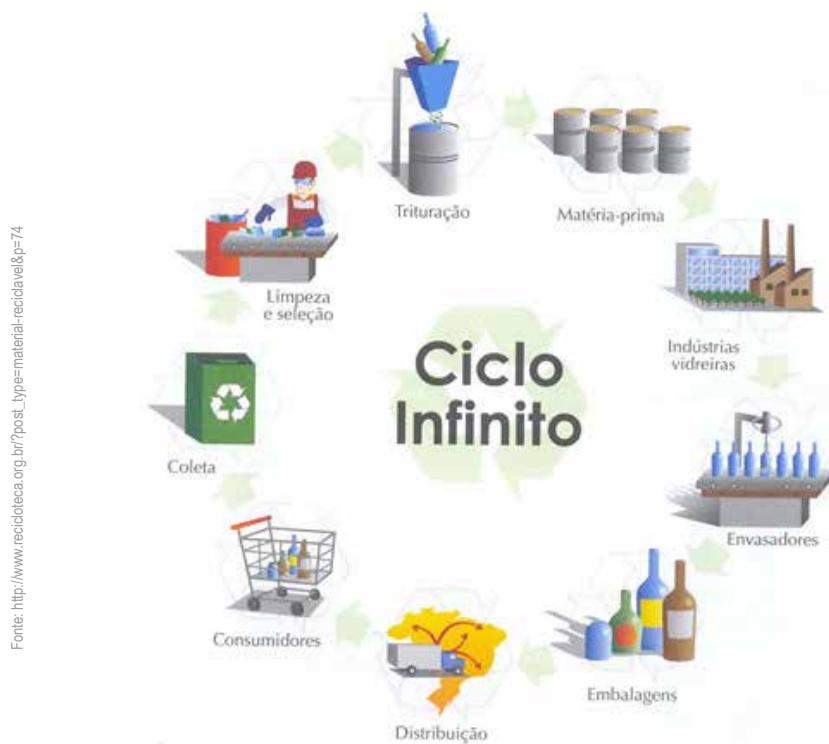 Ciclo
Infinito
Trituração
Matéria-prima
Indústrias
vidreiras
Envasadores
Embalagens
Distribuição
Consumidores
Coleta
Limpeza
e seleção
Fonte: http://www.recicloteca.org.br/?post_type=material-reciclavel&p=74